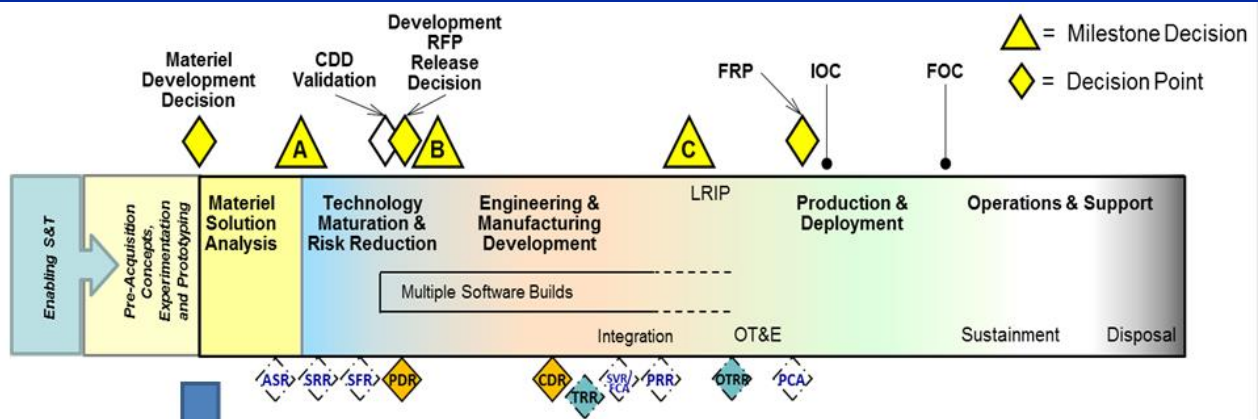 Development
RFP
Release
Decision
Materiel
Development
Decision
CDD
Validation
FRP
IOC
FOC
= Milestone Decision
= Decision Point
A
B
C
Enabling S&T
Pre-Acquisition
Concepts,
Experimentation
and Prototyping
Materiel
Solution
Analysis
Technology
Maturation &
Risk Reduction
Engineering &
Manufacturing
Development
LRIP
Production &
Deployment
Operations & Support
Multiple Software Builds
Integration
OT&E
Sustainment
Disposal
ASR
SRR
SFR
PDR
CDR
TRR
SVR/
FCA
PRR
OTRR
PCA